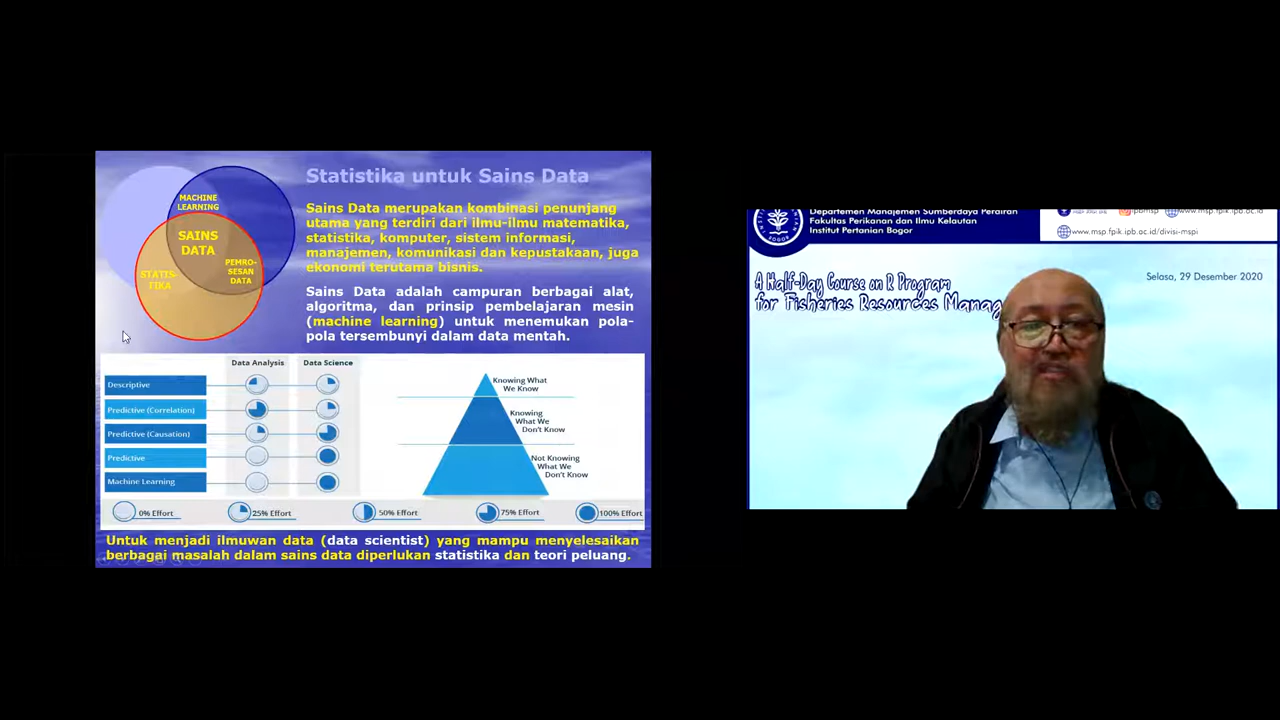 Statistika untuk Sains Data
MACHINE
LEARNING
SAINS
DATA
STATIS-
TIKA
PEMRO-
SESAN
DATA
Sains Data merupakan kombinasi penunjang
utama yang terdiri dari ilmu-ilmu matematika,
statistika, komputer, sistem informasi,
manajemen, komunikasi dan kepustakaan, juga
ekonomi terutama bisnis.
Sains Data adalah campuran berbagai alat,
algoritma, dan prinsip pembelajaran mesin
(machine learning) untuk menemukan pola-
pola tersembunyi dalam data mentah.
Data Analysis
Data Science
Descriptive
Predictive (Correlation)
Predictive (Causation)
Predictive
Machine Learning
Knowing What
We Know
Knowing
What We
Don't Know
Not Knowing
What We
Don't Know
0% Effort
25% Effort
50% Effort
75% Effort
100% Effort
Untuk menjadi ilmuwan data (data scientist) yang mampu menyelesaikan
berbagai masalah dalam sains data diperlukan statistika dan teori peluang.
Departemen Manajemen Sumberdaya Perairan
Fakultas Perikanan dan Ilmu Kelautan
Institut Pertanian Bogor
BOGOR
www.msp.fpik.ipb.ac.id
www.msp.fpik.ipb.ac.id/divisi-mspi
Selasa, 29 Desember 2020
A Half-Day Course on R Program
for Fisheries Resources Manag